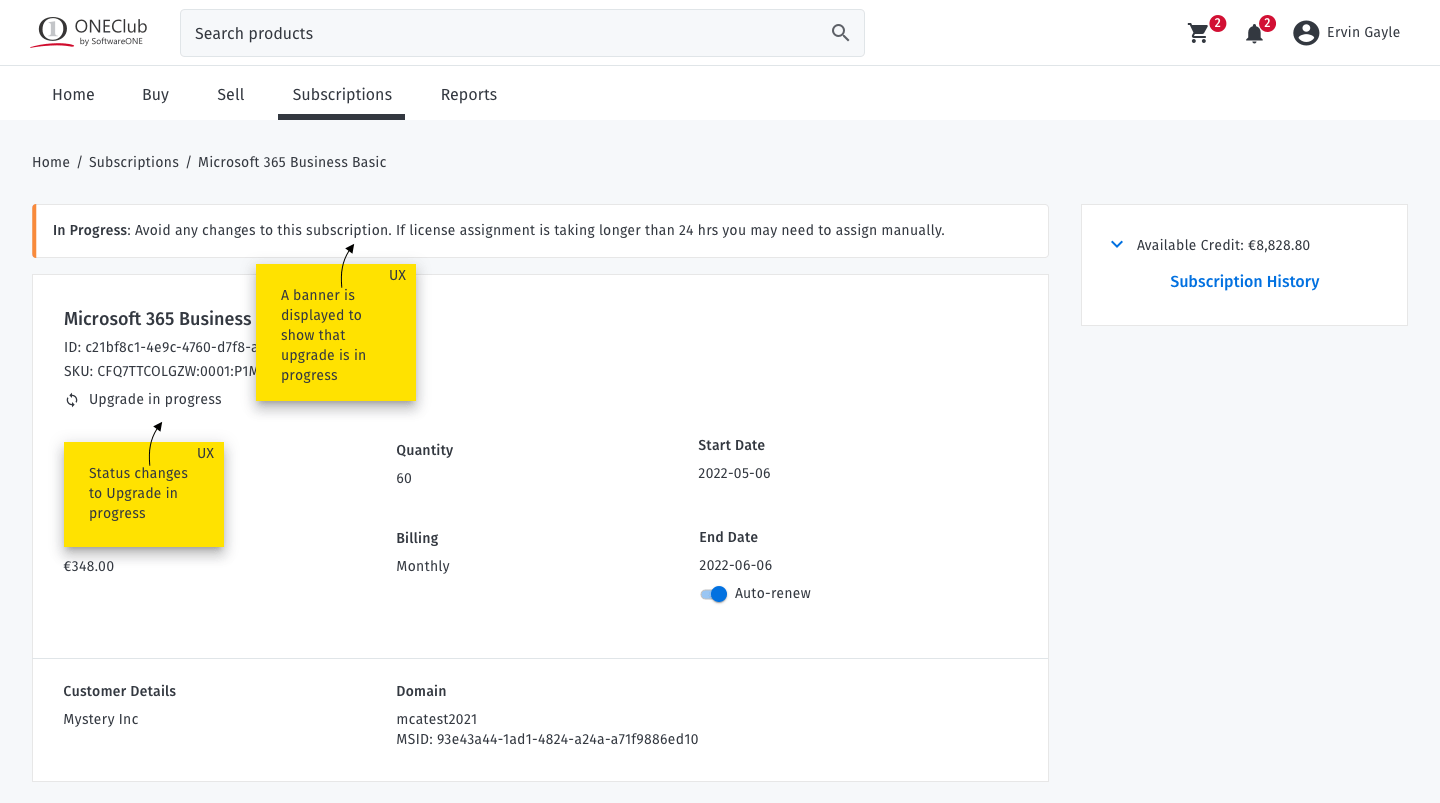 1 ONEClub
by SoftwareONE
Search products
2
2
Ervin Gayle
Home Buy Sell Subscriptions Reports
Home / Subscriptions / Microsoft 365 Business Basic
In Progress: Avoid any changes to this subscription. If license assignment is taking longer than 24 hrs you may need to assign manually.
Available Credit: €8,828.80
Subscription History
UX
A banner is
displayed to
show that
upgrade is in
progress
Microsoft 365 Business
ID: c21bf8c1-4e9c-4760-d7f8-a
SKU: CFQ7TTCOLGZW:0001:P1M
Upgrade in progress
UX
Status changes
to Upgrade in
progress
€348.00
Quantity
60
Start Date
2022-05-06
Billing
Monthly
End Date
2022-06-06
Auto-renew
Customer Details
Mystery Inc
Domain
mcatest2021
MSID: 93e43a44-1ad1-4824-a24a-a71f9886ed10